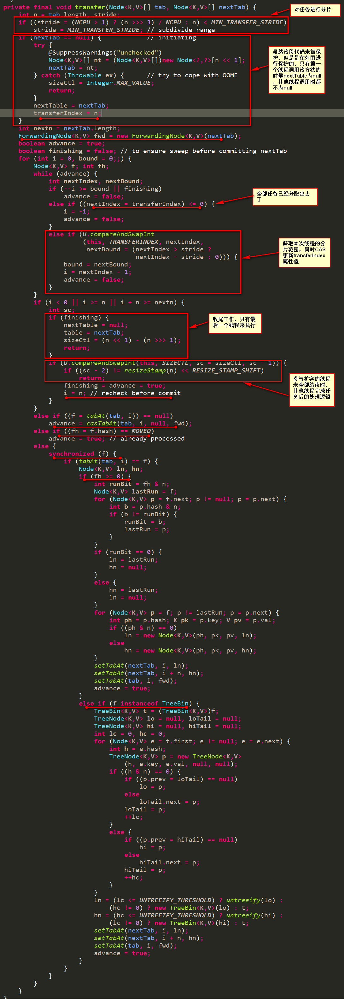 /
private final void transfer(Node<K,V>[] tab, Node<K,V>[] nextTab) {
对任务进行分片
int n = tab.length, stride;
if ((stride = (NCPU > 1) ? (n >>> 3) / NCPU : n) < MIN_TRANSFER_STRIDE)
stride = MIN_TRANSFER_STRIDE; // subdivide range
if (nextTab == null) {            // initiating
try {
@SuppressWarnings("unchecked")
Node<K,V>[] nt = (Node<K,V>[])new Node<?,?>[n << 1];
nextTab = nt;
} catch (Throwable ex) {      // try to cope with OOME
sizeCtl = Integer.MAX_VALUE;
return;
}
nextTable = nextTab;
transferIndex = n;
}
虽然该段代码未被保
护，但是是在外围进
行保护的，只有第一
个线程调用该方法的
时候nextTable为null
，其他线程调用时都
不为null
int nextn = nextTab.length;
ForwardingNode<K,V> fwd = new ForwardingNode<K,V>(nextTab);
boolean advance = true;
boolean finishing = false; // to ensure sweep before committing nextTab
for (int i = 0, bound = 0;;) {
Node<K,V> f; int fh;
while (advance) {
int nextIndex, nextBound;
if (--i >= bound || finishing)
advance = false;
else if ((nextIndex = transferIndex) <= 0) {
i = -1;
advance = false;
}
全部任务已经分配出去
了
else if (U.compareAndSwapInt
(this, TRANSFERINDEX, nextIndex,
nextBound = (nextIndex > stride ?
nextIndex - stride : 0))) {
bound = nextBound;
i = nextIndex - 1;
advance = false;
}
获取本次线程的分
片范围，同时CAS
更新transferIndex
属性值
}
if (i < 0 || i >= n || i + n >= nextn) {
int sc;
if (finishing) {
nextTable = null;
table = nextTab;
sizeCtl = (n << 1) - (n >>> 1);
return;
}
收尾工作，只有最
后一个线程来执行
if (U.compareAndSwapInt(this, SIZECTL, sc = sizeCtl, sc - 1)) {
if ((sc - 2) != resizeStamp(n) << RESIZE_STAMP_SHIFT)
return;
finishing = advance = true;
i = n; // recheck before commit
}
参与扩容的线程
未全部结束时，
其他线程完成任
务后的处理逻辑
}
else if ((f = tabAt(tab, i)) == null)
advance = casTabAt(tab, i, null, fwd);
else if ((fh = f.hash) == MOVED)
advance = true; // already processed
else {
synchronized (f) {
if (tabAt(tab, i) == f) {
Node<K,V> ln, hn;
if (fh >= 0) {
int runBit = fh & n;
Node<K,V> lastRun = f;
for (Node<K,V> p = f.next; p != null; p = p.next) {
int b = p.hash & n;
if (b != runBit) {
runBit = b;
lastRun = p;
}
}
if (runBit == 0) {
ln = lastRun;
hn = null;
}
else {
hn = lastRun;
ln = null;
}
for (Node<K,V> p = f; p != lastRun; p = p.next) {
int ph = p.hash; K pk = p.key; V pv = p.val;
if ((ph & n) == 0)
ln = new Node<K,V>(ph, pk, pv, ln);
else
hn = new Node<K,V>(ph, pk, pv, hn);
}
setTabAt(nextTab, i, ln);
setTabAt(nextTab, i + n, hn);
setTabAt(tab, i, fwd);
advance = true;
}
else if (f instanceof TreeBin) {
TreeBin<K,V> t = (TreeBin<K,V>)f;
TreeNode<K,V> lo = null, loTail = null;
TreeNode<K,V> hi = null, hiTail = null;
int lc = 0, hc = 0;
for (Node<K,V> e = t.first; e != null; e = e.next) {
int h = e.hash;
TreeNode<K,V> p = new TreeNode<K,V>
(h, e.key, e.val, null, null);
if ((h & n) == 0) {
if ((p.prev = loTail) == null)
lo = p;
else
loTail.next = p;
loTail = p;
++lc;
}
else {
if ((p.prev = hiTail) == null)
hi = p;
else
hiTail.next = p;
hiTail = p;
++hc;
}
}
ln = (lc <= UNTREEIFY_THRESHOLD) ? untreeify(lo) :
(hc != 0) ? new TreeBin<K,V>(lo) : t;
hn = (hc <= UNTREEIFY_THRESHOLD) ? untreeify(hi) :
(lc != 0) ? new TreeBin<K,V>(hi) : t;
setTabAt(nextTab, i, ln);
setTabAt(nextTab, i + n, hn);
setTabAt(tab, i, fwd);
advance = true;
}
}
}
}
}
}